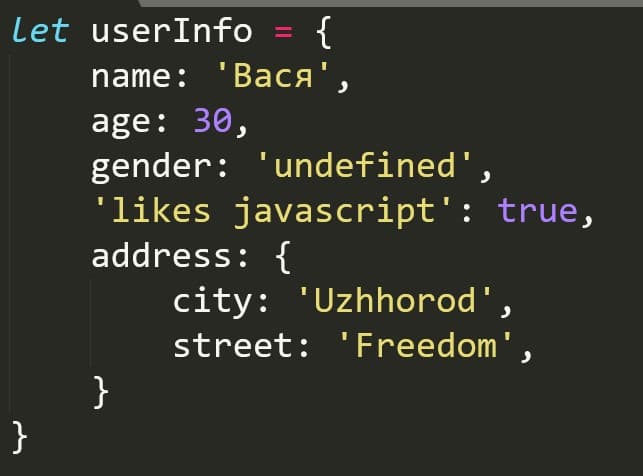 let userInfo = {
    name: 'Вася',
    age: 30,
    gender: 'undefined',
    'likes javascript': true,
    address: {
        city: 'Uzhhorod',
        street: 'Freedom',
    }
}